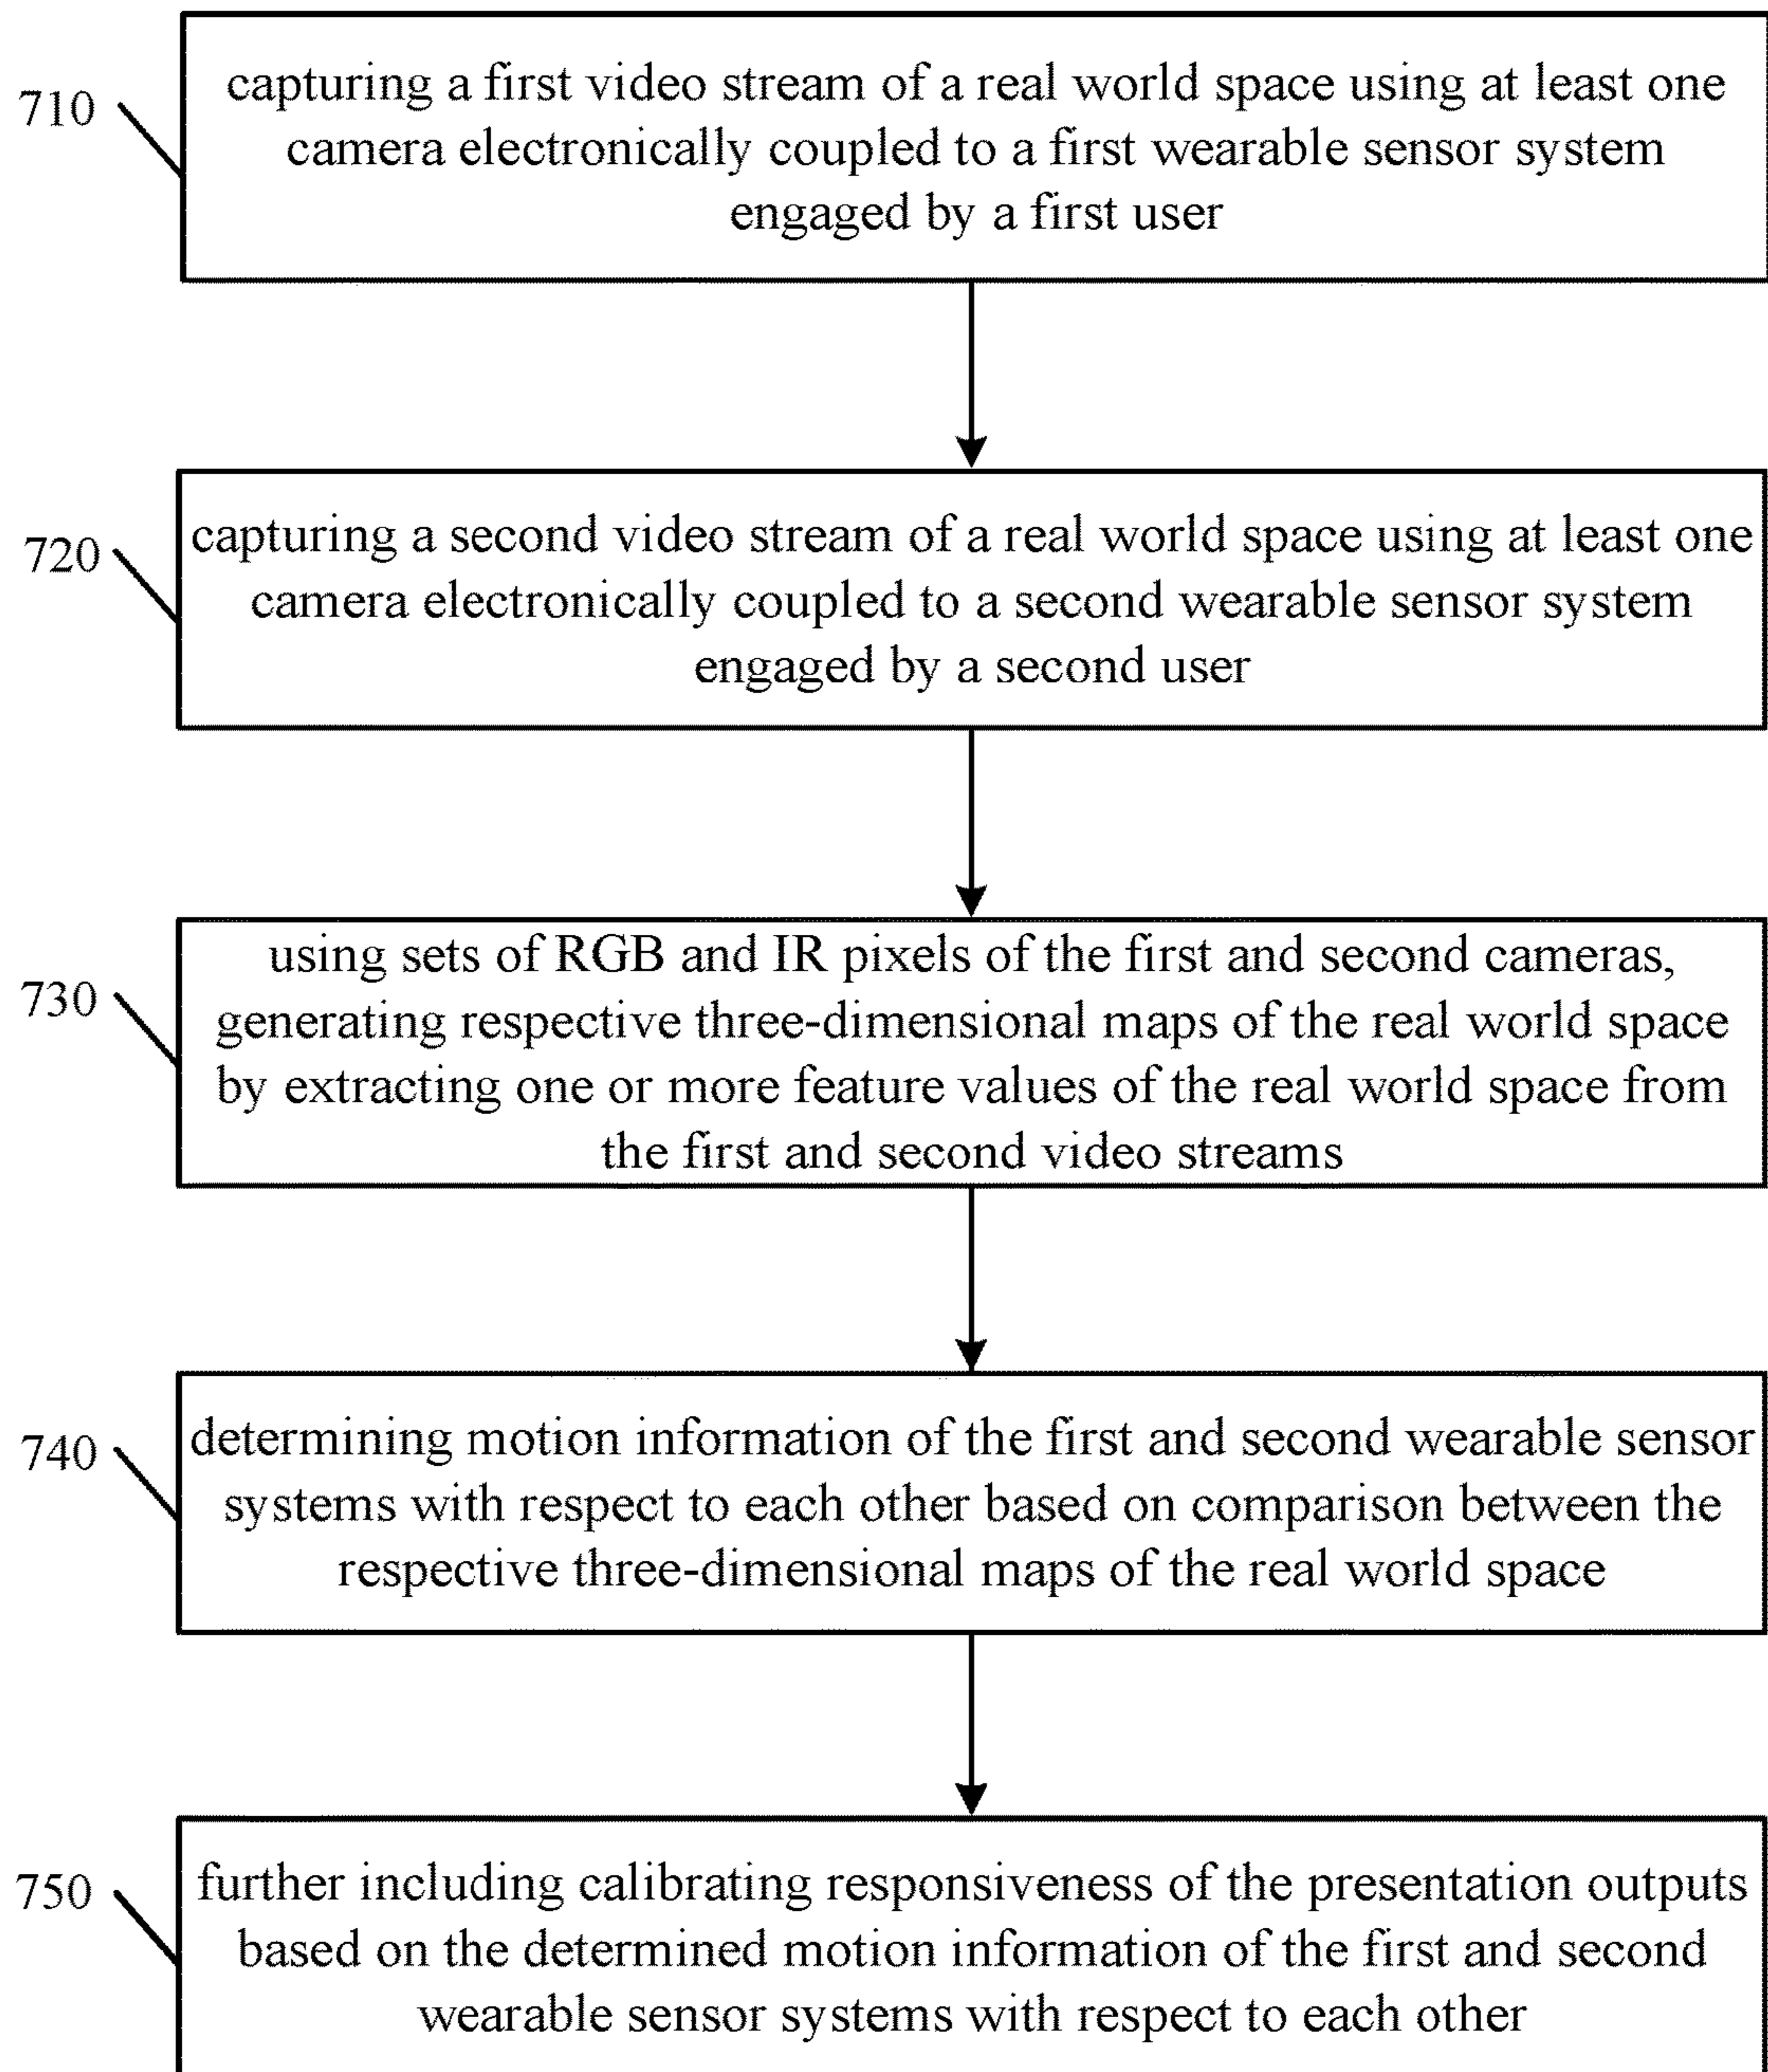 710
capturing a first video stream of a real world space using at least one
camera electronically coupled to a first wearable sensor system
engaged by a first user
720
capturing a second video stream of a real world space using at least one
camera electronically coupled to a second wearable sensor system
engaged by a second user
730
using sets of RGB and IR pixels of the first and second cameras,
generating respective three-dimensional maps of the real world space
by extracting one or more feature values of the real world space from
the first and second video streams
740
determining motion information of the first and second wearable sensor
systems with respect to each other based on comparison between the
respective three-dimensional maps of the real world space
750
further including calibrating responsiveness of the presentation outputs
based on the determined motion information of the first and second
wearable sensor systems with respect to each other